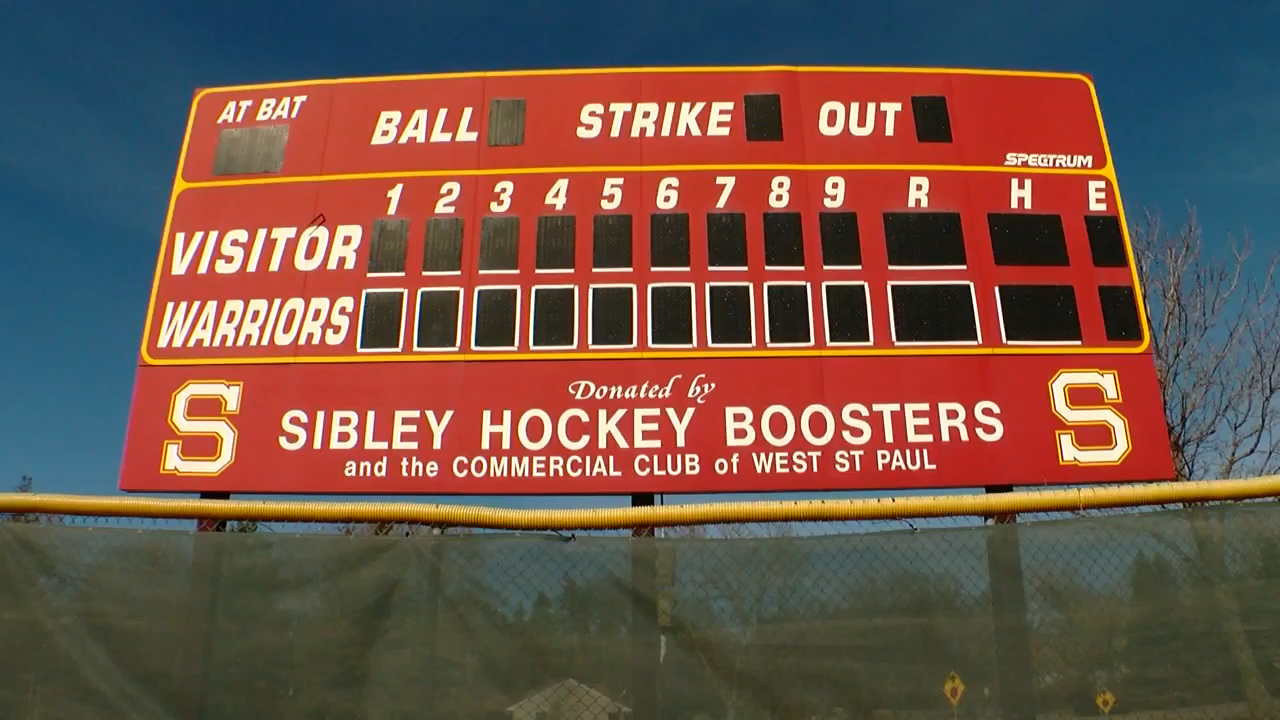 AT BAT BALL STRIKE OUT
SPECTRUM
1 2 3 4 5 6 7 8 9 R H E
VISITOR
WARRIORS
Donated by
S SIBLEY HOCKEY BOOSTERS S
and the COMMERCIAL CLUB of WEST ST PAUL